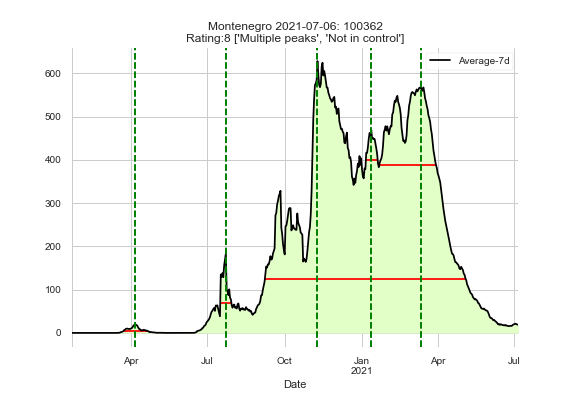 Montenegro 2021-07-06: 100362
Rating:8 ['Multiple peaks', 'Not in control']
Average-7d
600
500
400
300
200
100
0
Apr
Jul
Oct
Jan
2021
Apr
Jul
Date